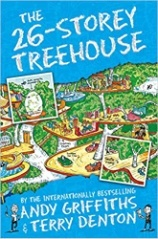 THE
26-STOREY
TREEHOUSE
BY THE INTERNATIONALLY BESTSELLING
ANDY GRIFFITHS
& TERRY DENTON